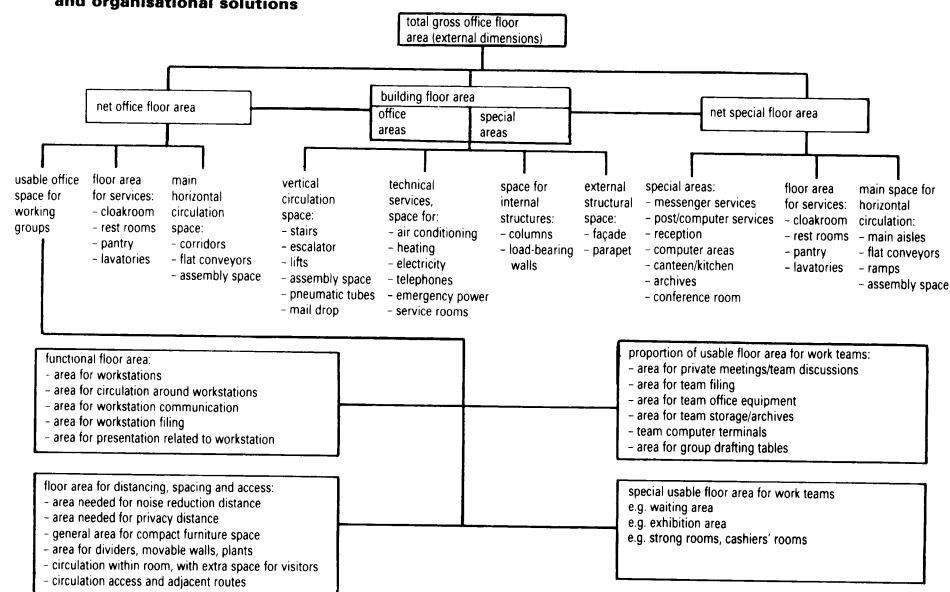 and organisational solutions
total gross office floor
area (external dimensions)
net office floor area
building floor area
office
areas
special
areas
net special floor area
usable office
space for
working
groups
floor area
for services:
- cloakroom
- rest rooms
- pantry
- lavatories
main
horizontal
circulation
space:
- corridors
- flat conveyors
- assembly space
vertical
circulation
space:
- stairs
- escalator
- lifts
- assembly space
- pneumatic tubes
- mail drop
technical
services,
space for:
- air conditioning
- heating
- electricity
- telephones
- emergency power
- service rooms
space for
internal
structures:
- columns
- load-bearing
walls
external
structural
space:
- façade
- parapet
special areas:
- messenger services
- post/computer services
- reception
- computer areas
- canteen/kitchen
- archives
- conference room
floor area
for services:
- cloakroom
- rest rooms
- pantry
- lavatories
main space for
horizontal
circulation:
- main aisles
- flat conveyors
- ramps
- assembly space
functional floor area:
- area for workstations
- area for circulation around workstations
- area for workstation communication
- area for workstation filing
- area for presentation related to workstation
proportion of usable floor area for work teams:
- area for private meetings/team discussions
- area for team filing
- area for team office equipment
- area for team storage/archives
- team computer terminals
- area for group drafting tables
floor area for distancing, spacing and access:
- area needed for noise reduction distance
- area needed for privacy distance
- general area for compact furniture space
- area for dividers, movable walls, plants
- circulation within room, with extra space for visitors
- circulation access and adjacent routes
special usable floor area for work teams
e.g. waiting area
e.g. exhibition area
e.g. strong rooms, cashiers' rooms